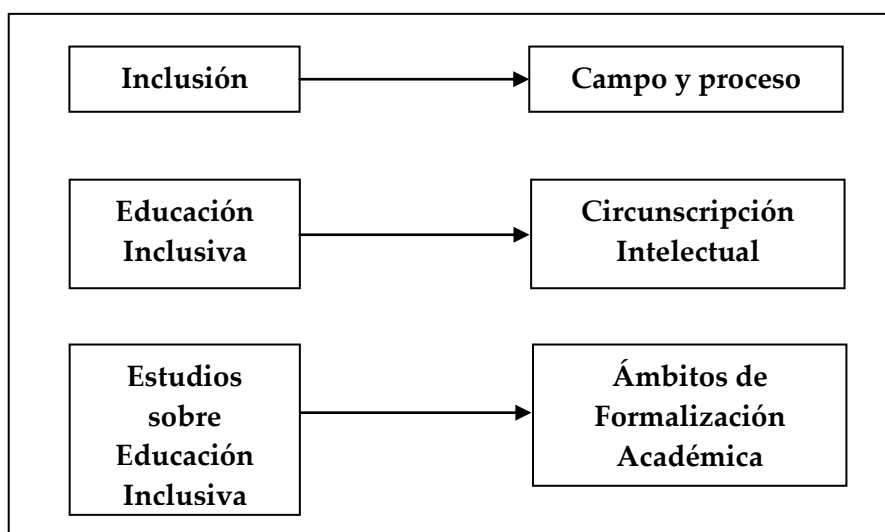 Inclusión
Campo y proceso
Educación
Inclusiva
Circunscripción
Intelectual
Estudios
sobre
Educación
Inclusiva
Ámbitos de
Formalización
Académica